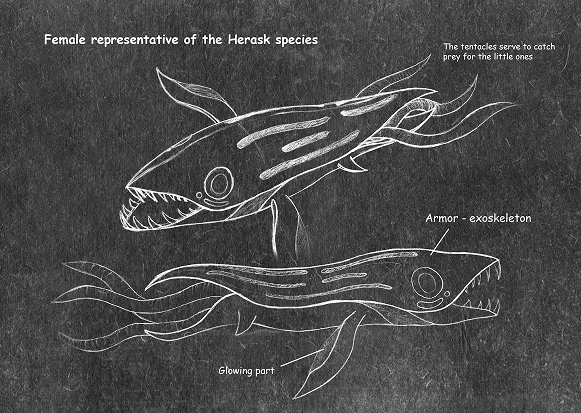 Female representative of the Herask species
The tentacles serve to catch
prey for the little ones
Armor - exoskeleton
Glowing part